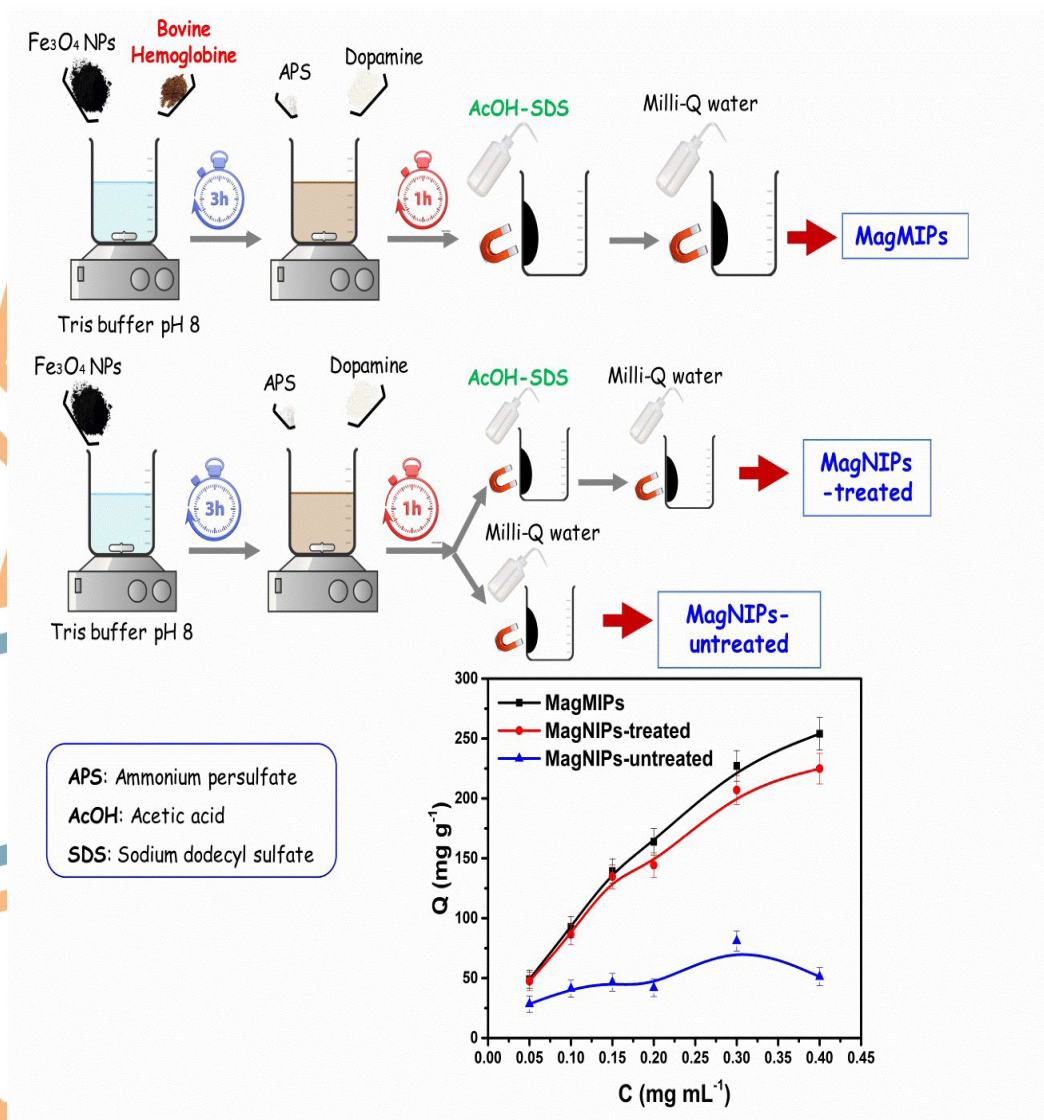 Fe₃O₄ NPs
Bovine
Hemoglobine
APS
Dopamine
AcOH-SDS
Milli-Q water
3h
1h
MagMIPs
Tris buffer pH 8
Fe₃O₄ NPs
APS
Dopamine
AcOH-SDS
Milli-Q water
3h
1h
MagNIPs
-treated
Milli-Q water
MagNIPs-
untreated
Tris buffer pH 8
APS: Ammonium persulfate
AcOH: Acetic acid
SDS: Sodium dodecyl sulfate
MagMIPs
MagNIPs-treated
MagNIPs-untreated
Q (mg g⁻¹)
300
250
200
150
100
50
0
0.00 0.05 0.10 0.15 0.20 0.25 0.30 0.35 0.40 0.45
C (mg mL⁻¹)